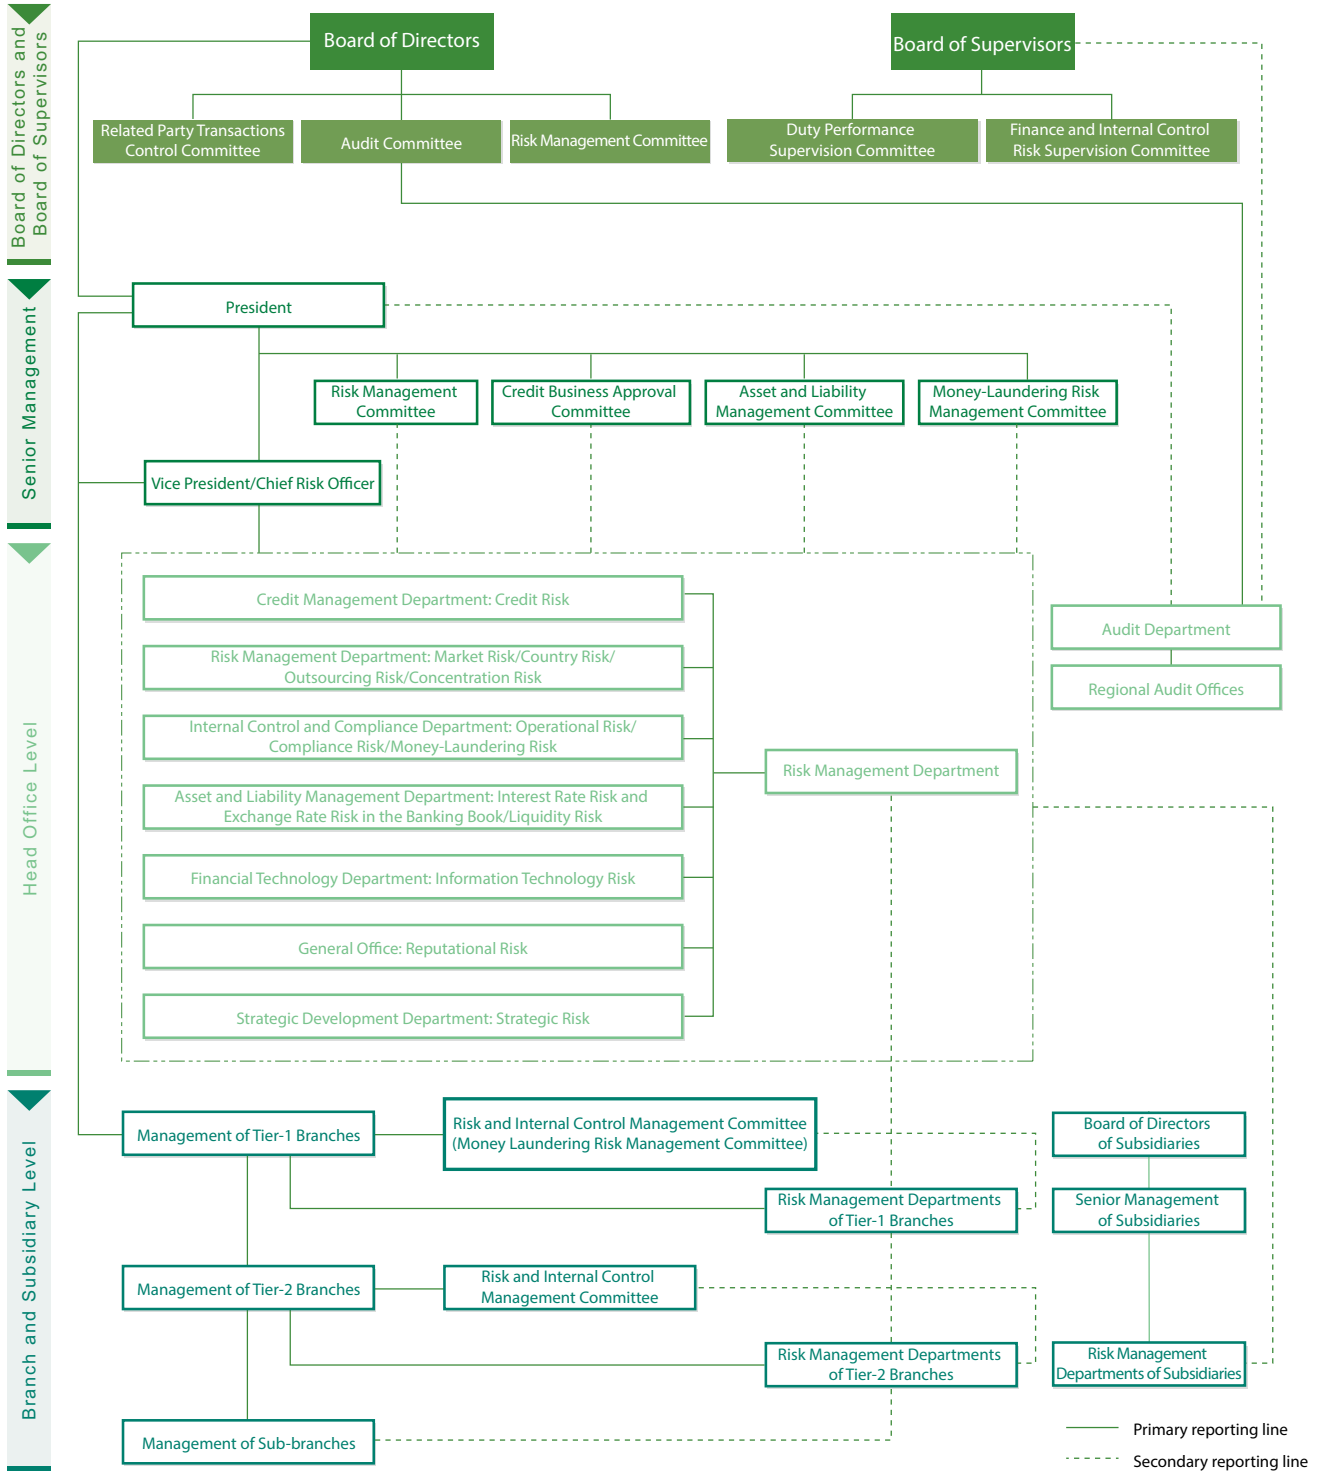 Board of Directors and
Board of Supervisors
Board of Directors
Board of Supervisors
Related Party Transactions
Control Committee
Audit Committee
Risk Management Committee
Duty Performance
Supervision Committee
Finance and Internal Control
Risk Supervision Committee
Senior Management
President
Risk Management
Committee
Credit Business Approval
Committee
Asset and Liability
Management Committee
Money-Laundering Risk
Management Committee
Vice President/Chief Risk Officer
Head Office Level
Credit Management Department: Credit Risk
Risk Management Department: Market Risk/Country Risk/
Outsourcing Risk/Concentration Risk
Internal Control and Compliance Department: Operational Risk/
Compliance Risk/Money-Laundering Risk
Asset and Liability Management Department: Interest Rate Risk and
Exchange Rate Risk in the Banking Book/Liquidity Risk
Financial Technology Department: Information Technology Risk
General Office: Reputational Risk
Strategic Development Department: Strategic Risk
Risk Management Department
Audit Department
Regional Audit Offices
Branch and Subsidiary Level
Management of Tier-1 Branches
Risk and Internal Control Management Committee
(Money Laundering Risk Management Committee)
Board of Directors
of Subsidiaries
Risk Management Departments
of Tier-1 Branches
Senior Management
of Subsidiaries
Management of Tier-2 Branches
Risk and Internal Control
Management Committee
Risk Management Departments
of Tier-2 Branches
Risk Management
Departments of Subsidiaries
Management of Sub-branches
Primary reporting line
Secondary reporting line